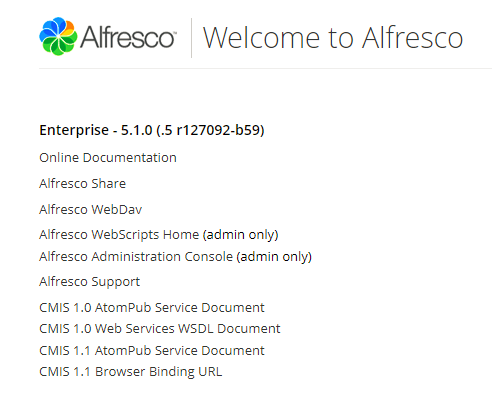 Alfresco™ Welcome to Alfresco
Enterprise - 5.1.0 (.5 r127092-b59)
Online Documentation
Alfresco Share
Alfresco WebDav
Alfresco WebScripts Home (admin only)
Alfresco Administration Console (admin only)
Alfresco Support
CMIS 1.0 AtomPub Service Document
CMIS 1.0 Web Services WSDL Document
CMIS 1.1 AtomPub Service Document
CMIS 1.1 Browser Binding URL